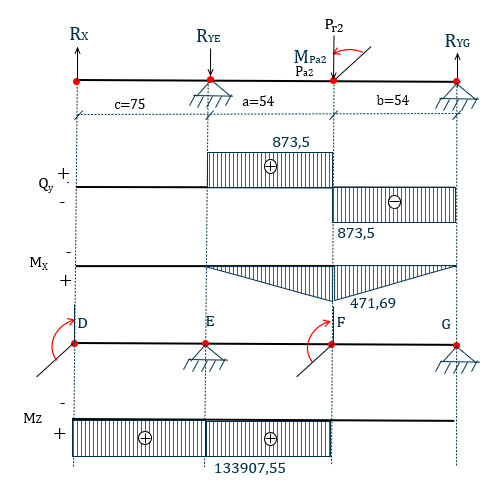 RX
RYE
Pr2
MPa2
Pa2
RYG
c=75
a=54
b=54
873,5
+
Qy
-
+
-
873,5
-
MX
+
471,69
D
E
F
G
-
MZ
+
+
+
133907,55